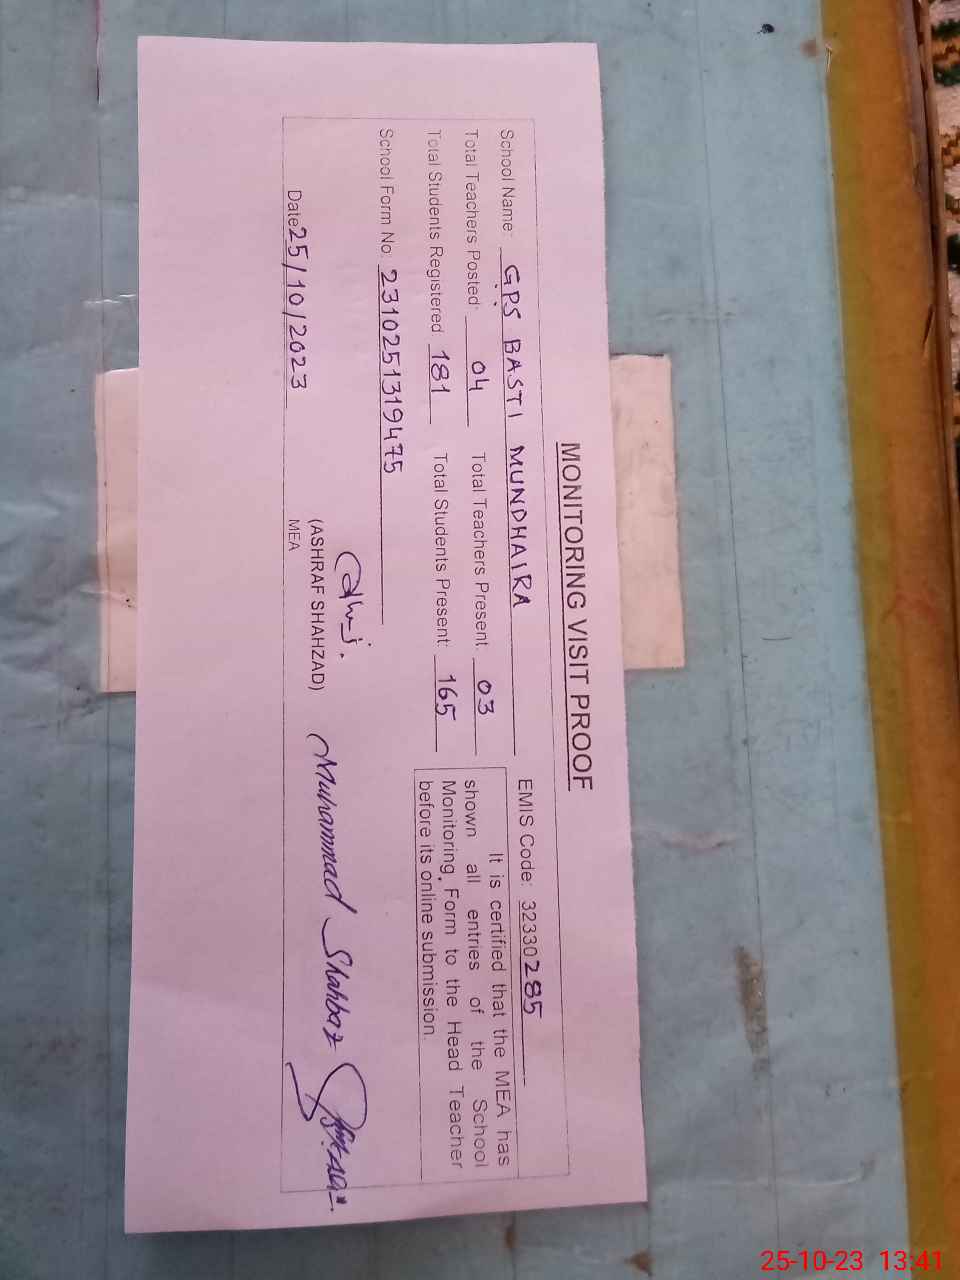 MONITORING VISIT PROOF
School Name: GPS BASTI MUNDHAIRA EMIS Code: 32330285
Total Teachers Posted: 04 Total Teachers Present: 03
Total Students Registered 181 Total Students Present: 165
It is certified that the MEA has
shown all entries of the School
Monitoring Form to the Head Teacher
before its online submission.
School Form No. 2310251319475
(ASHRAF SHAHZAD)
Muhammad Shahbaz
Date 25/10/2023 MEA
25-10-23 13:41